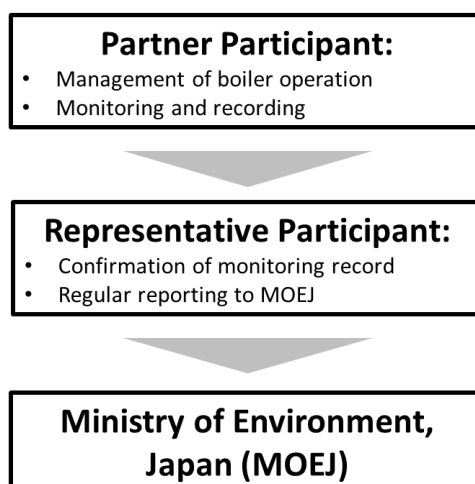 Partner Participant:
• Management of boiler operation
• Monitoring and recording
Representative Participant:
• Confirmation of monitoring record
• Regular reporting to MOEJ
Ministry of Environment,
Japan (MOEJ)